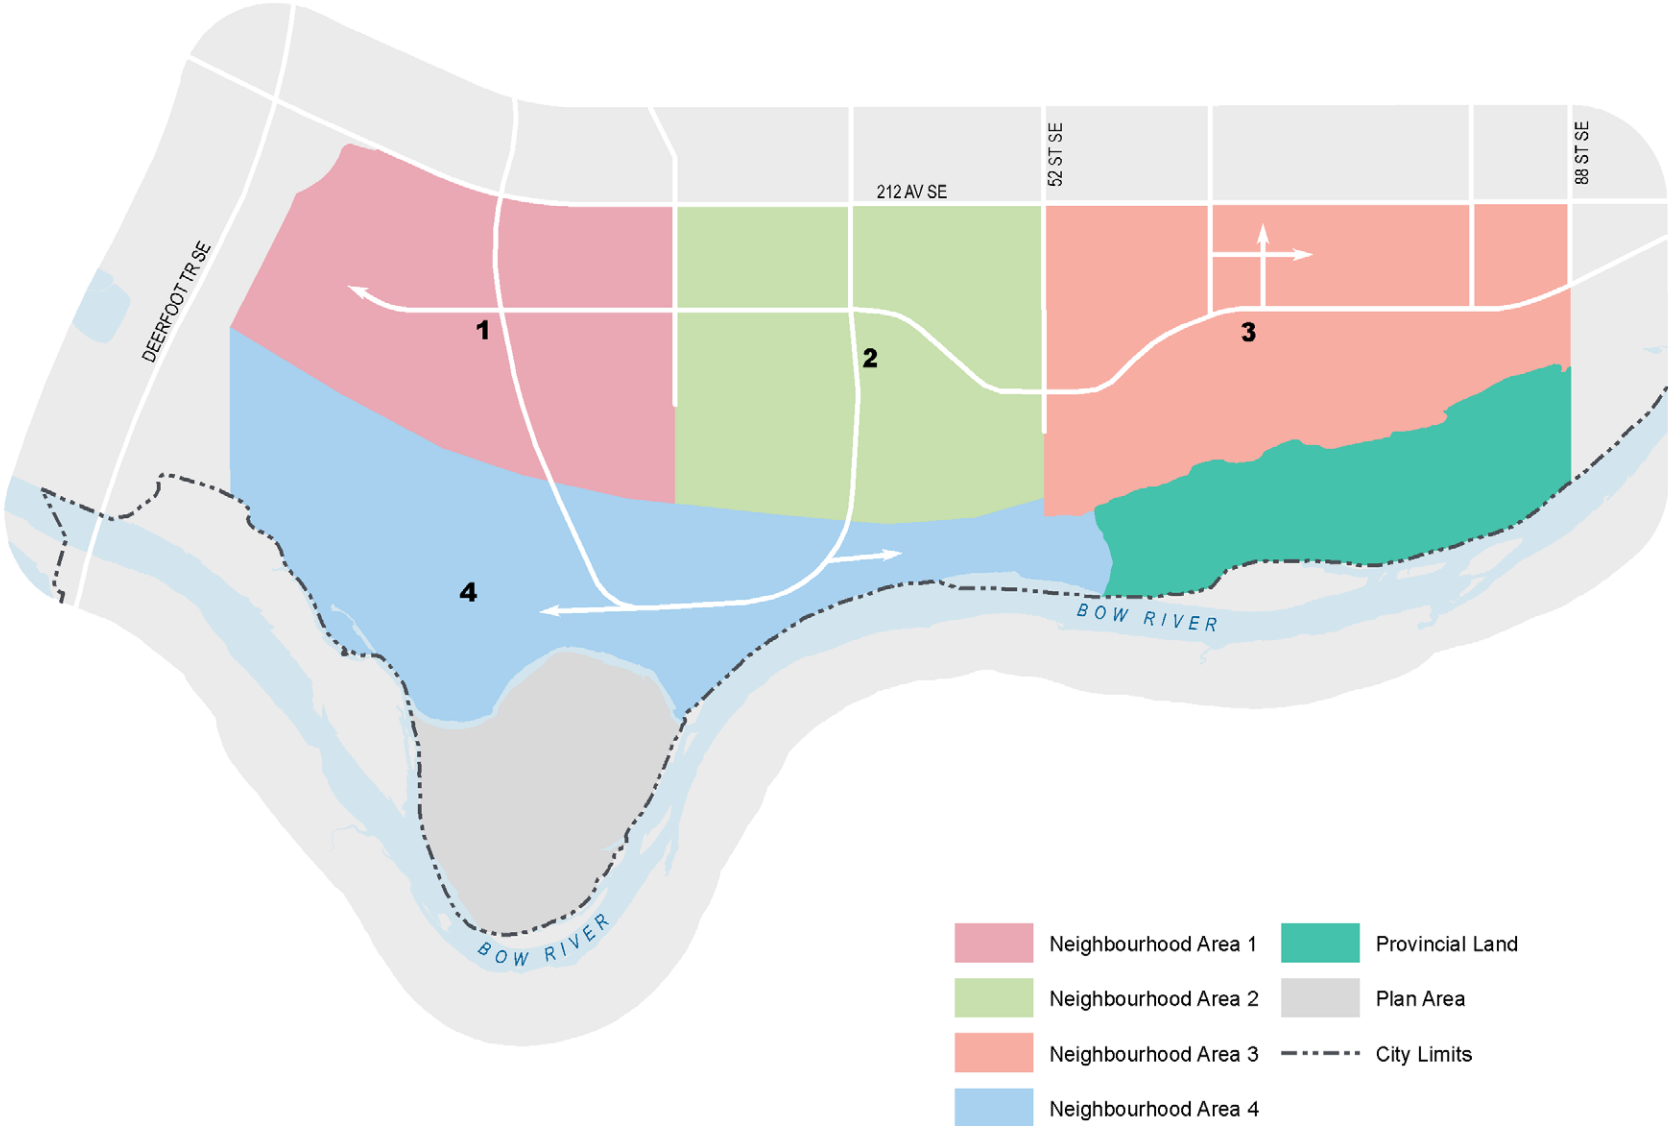 52 ST SE
88 ST SE
212 AV SE
DEERFOOT TR SE
1
2
3
4
BOW RIVER
BOW RIVER
Neighbourhood Area 1
Provincial Land
Neighbourhood Area 2
Plan Area
Neighbourhood Area 3
City Limits
Neighbourhood Area 4